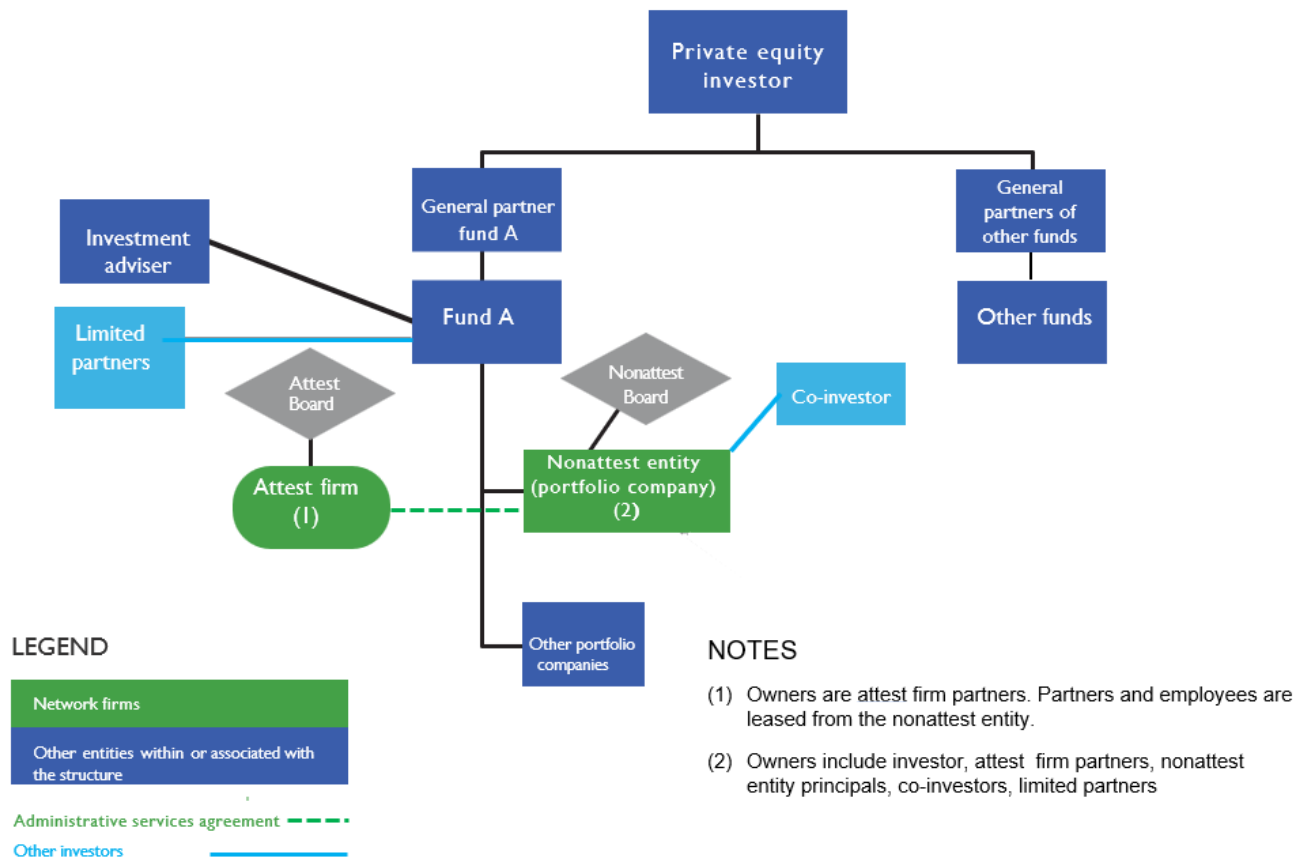 Private equity
investor
General partner
fund A
General
partners of
other funds
Investment
adviser
Fund A
Other funds
Limited
partners
Attest
Board
Nonattest
Board
Co-investor
Attest firm
(1)
Nonattest entity
(portfolio company)
(2)
Other portfolio
companies
LEGEND
Network firms
Other entities within or associated with
the structure
Administrative services agreement
Other investors
NOTES
(1) Owners are attest firm partners. Partners and employees are
leased from the nonattest entity.
(2) Owners include investor, attest firm partners, nonattest
entity principals, co-investors, limited partners